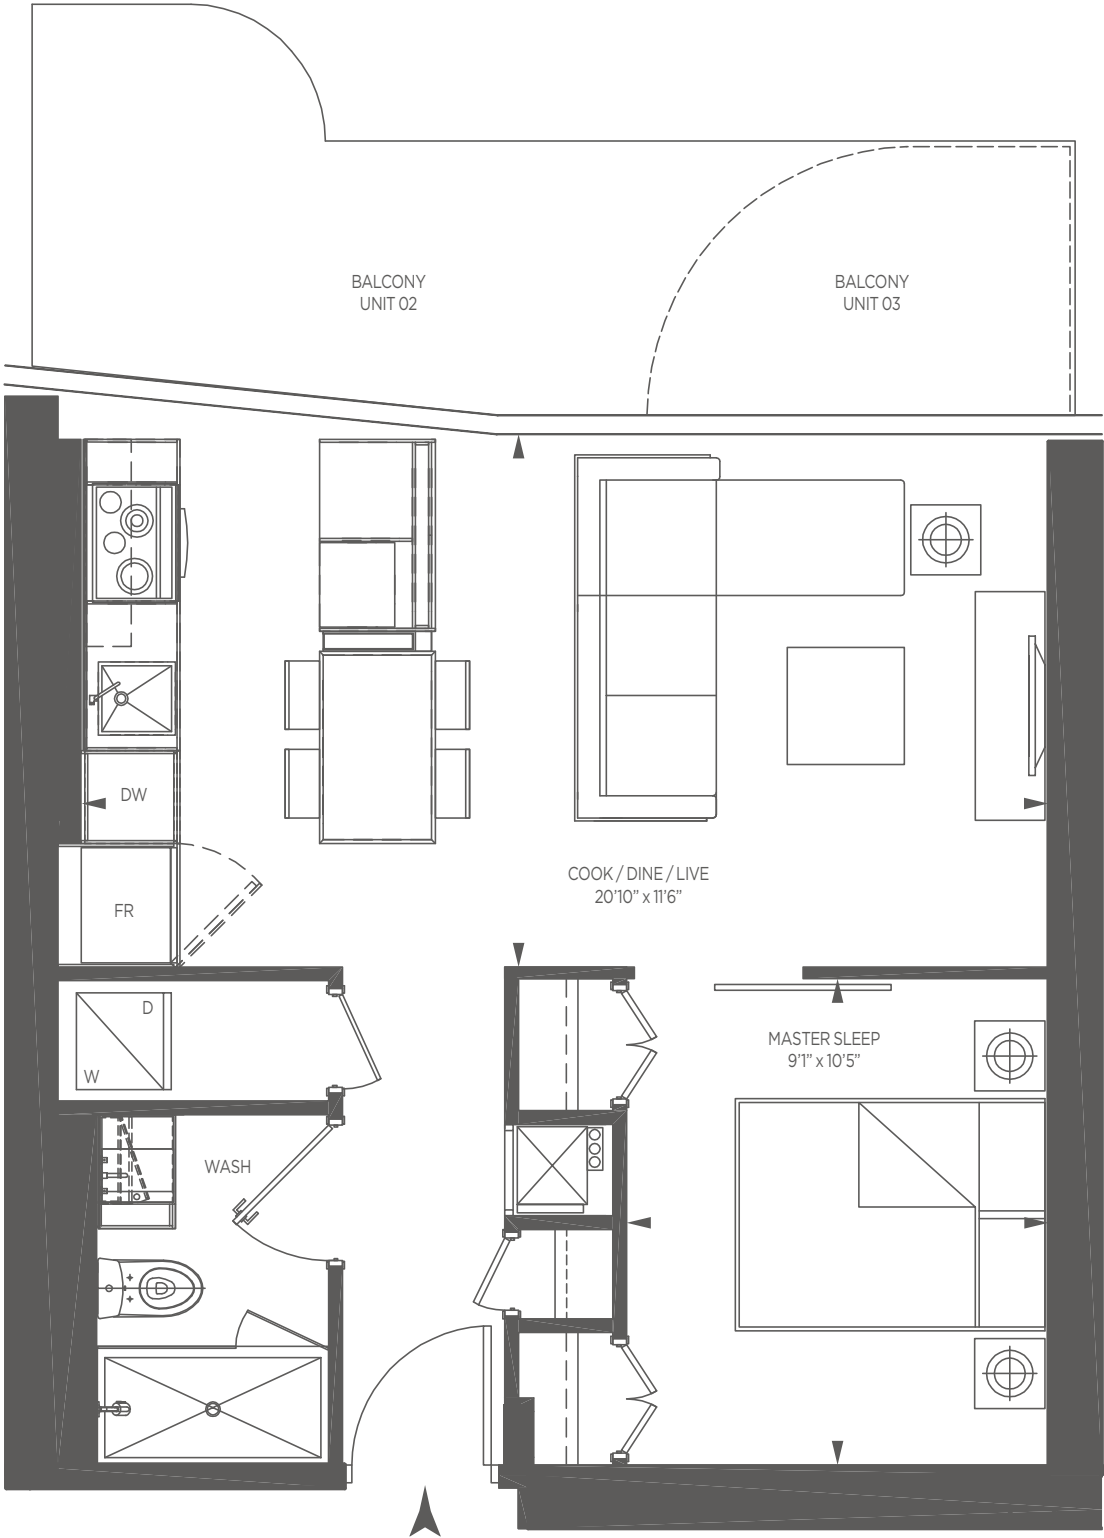 BALCONY
UNIT 02
BALCONY
UNIT 03
DW
COOK / DINE / LIVE
20'10" x 11'6"
FR
D
W
MASTER SLEEP
9'1" x 10'5"
WASH